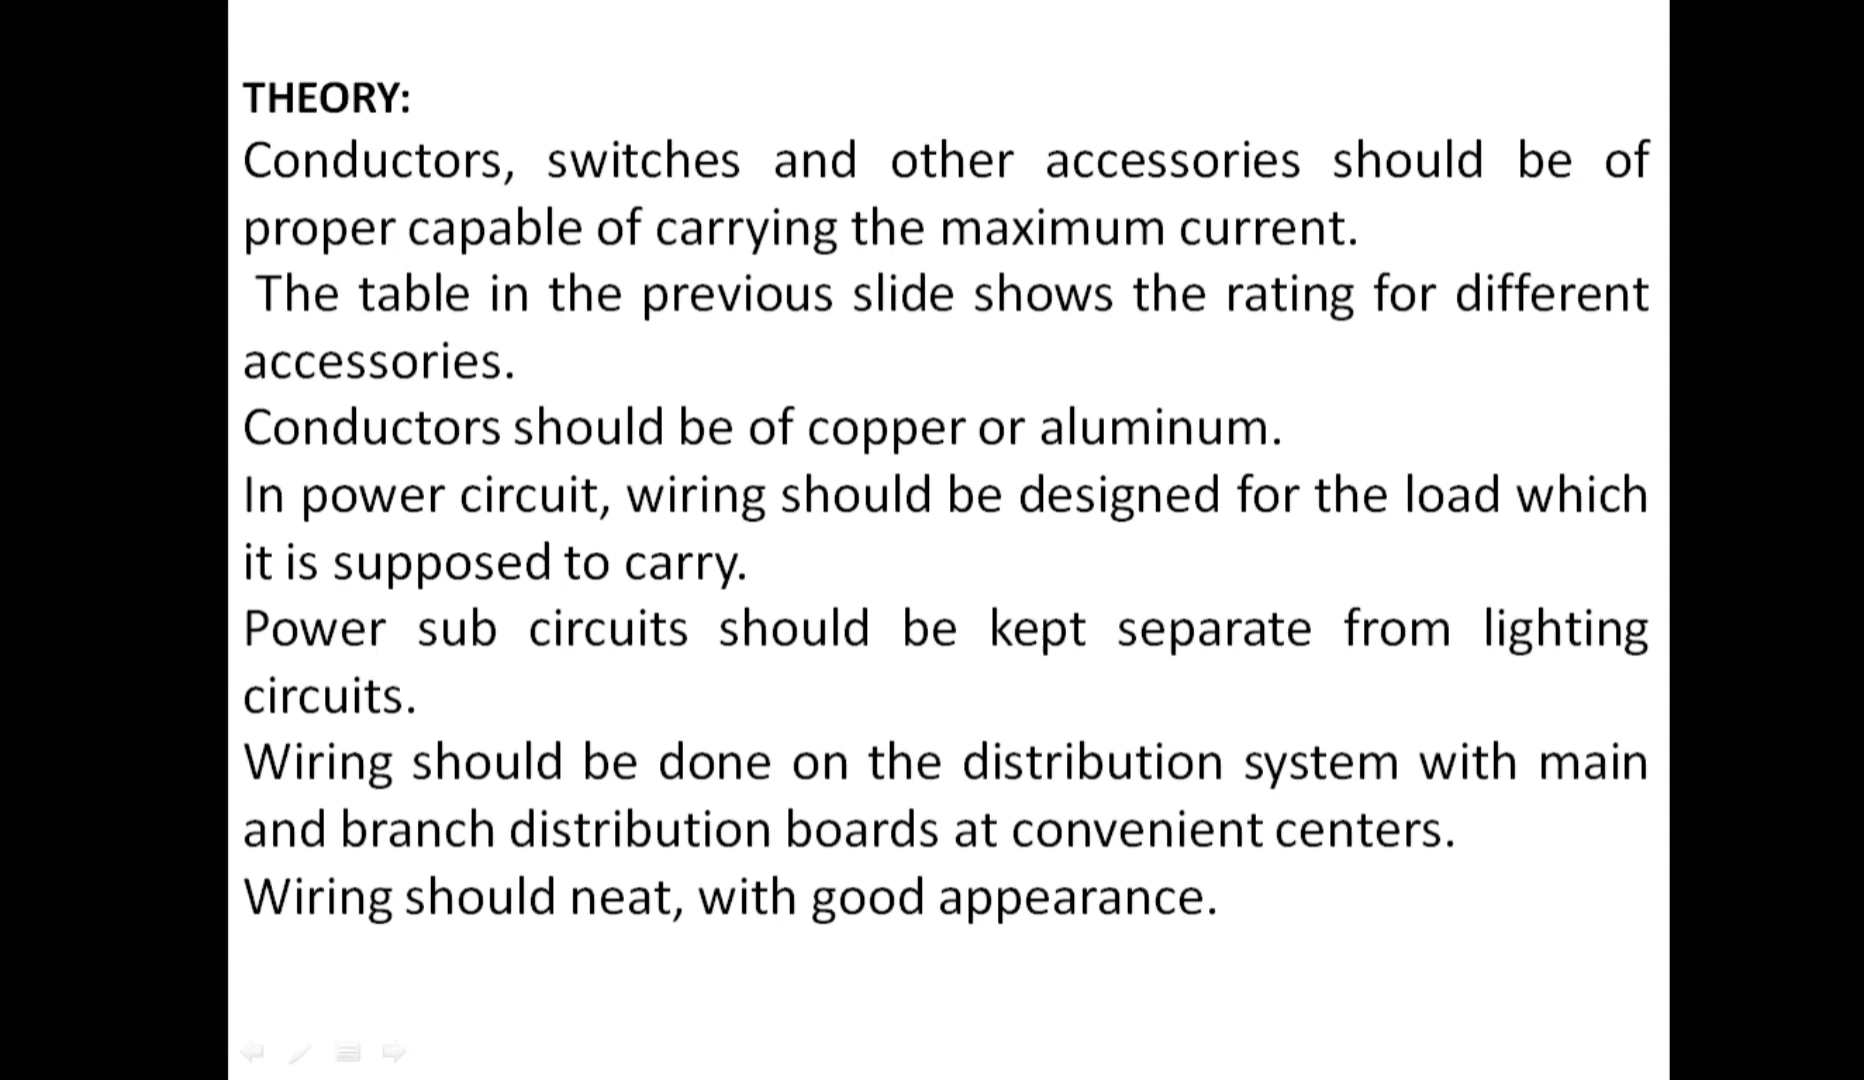 THEORY:
Conductors, switches and other accessories should be of
proper capable of carrying the maximum current.
The table in the previous slide shows the rating for different
accessories.
Conductors should be of copper or aluminum.
In power circuit, wiring should be designed for the load which
it is supposed to carry.
Power sub circuits should be kept separate from lighting
circuits.
Wiring should be done on the distribution system with main
and branch distribution boards at convenient centers.
Wiring should neat, with good appearance.